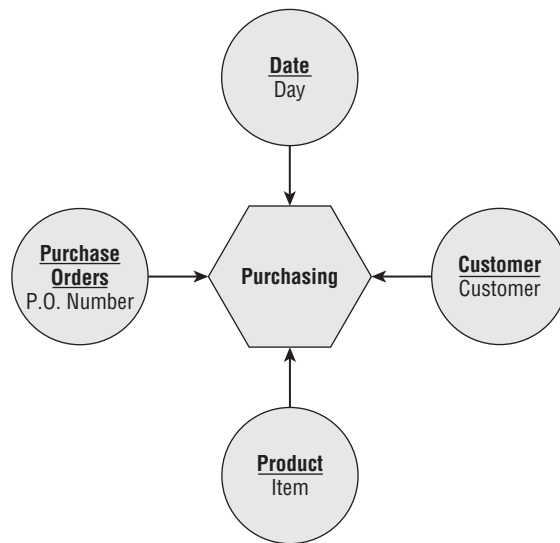 Date
Day
Purchase
Orders
P.O. Number
Purchasing
Customer
Customer
Product
Item